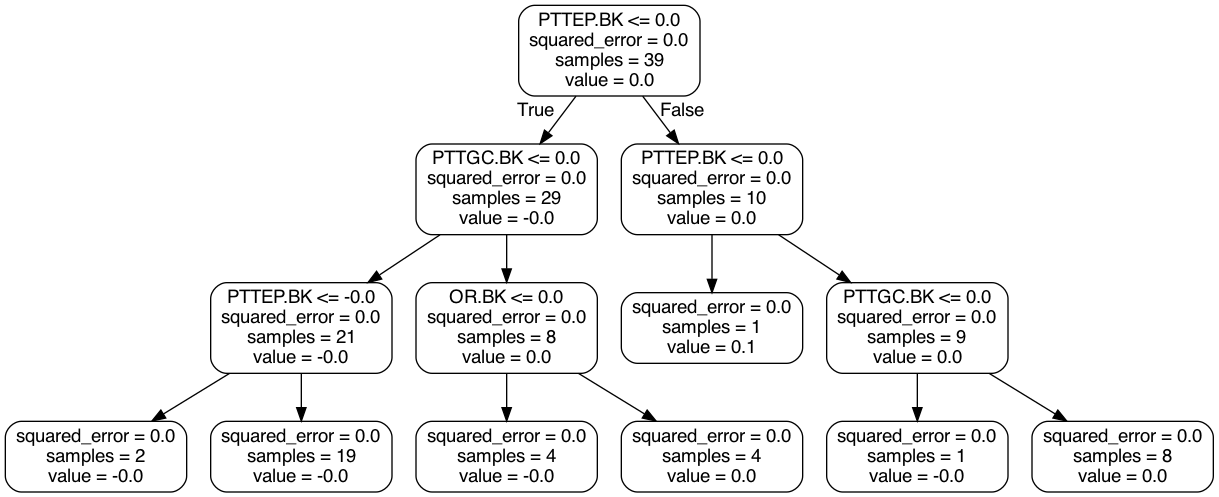 PTTEP.BK <= 0.0
squared_error = 0.0
samples = 39
value = 0.0
True
False
PTTGC.BK <= 0.0
squared_error = 0.0
samples = 29
value = -0.0
PTTEP.BK <= 0.0
squared_error = 0.0
samples = 10
value = 0.0
PTTEP.BK <= -0.0
squared_error = 0.0
samples = 21
value = -0.0
OR.BK <= 0.0
squared_error = 0.0
samples = 8
value = 0.0
squared_error = 0.0
samples = 1
value = 0.1
PTTGC.BK <= 0.0
squared_error = 0.0
samples = 9
value = 0.0
squared_error = 0.0
samples = 2
value = -0.0
squared_error = 0.0
samples = 19
value = -0.0
squared_error = 0.0
samples = 4
value = -0.0
squared_error = 0.0
samples = 4
value = 0.0
squared_error = 0.0
samples = 1
value = -0.0
squared_error = 0.0
samples = 8
value = 0.0